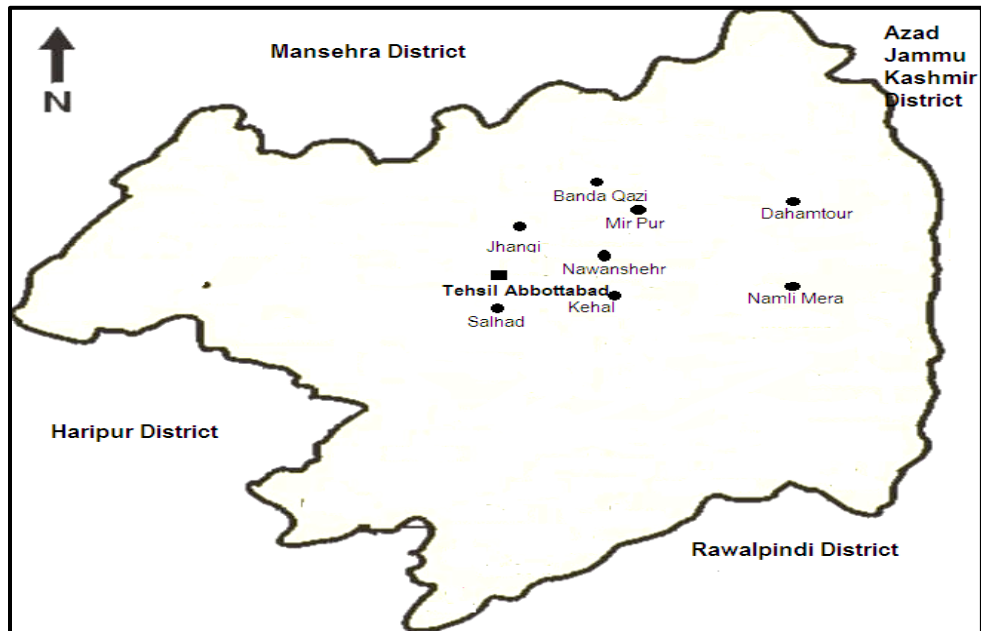 Azad
Jammu
Kashmir
District
Mansehra District
N
Banda Qazi
Mir Pur
Dahamtour
Jhangi
Nawanshehr
Tehsil Abbottabad
Kehal
Namli Mera
Salhad
Haripur District
Rawalpindi District